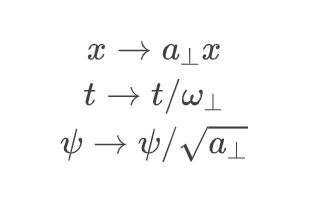 x → a⊥x
t → t/ω⊥
ψ → ψ/√a⊥